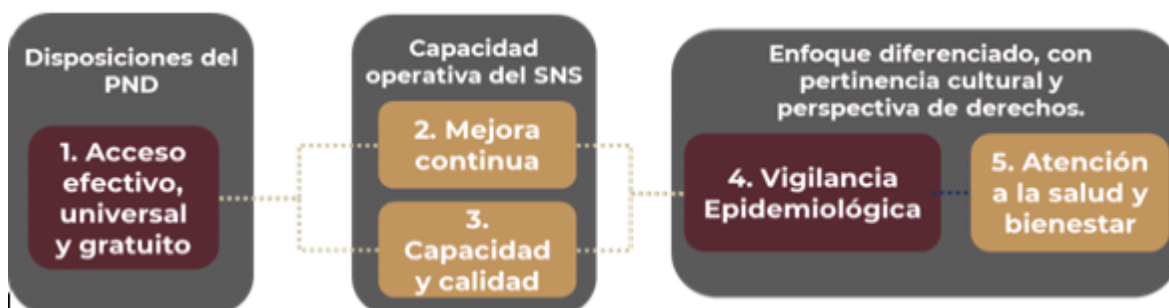 Disposiciones del
PND
1. Acceso
efectivo,
universal
y gratuito
Capacidad
operativa del SNS
2. Mejora
continua
3.
Capacidad
y calidad
Enfoque diferenciado, con
pertinencia cultural y
perspectiva de derechos.
4. Vigilancia
Epidemiológica
5. Atención
a la salud y
bienestar